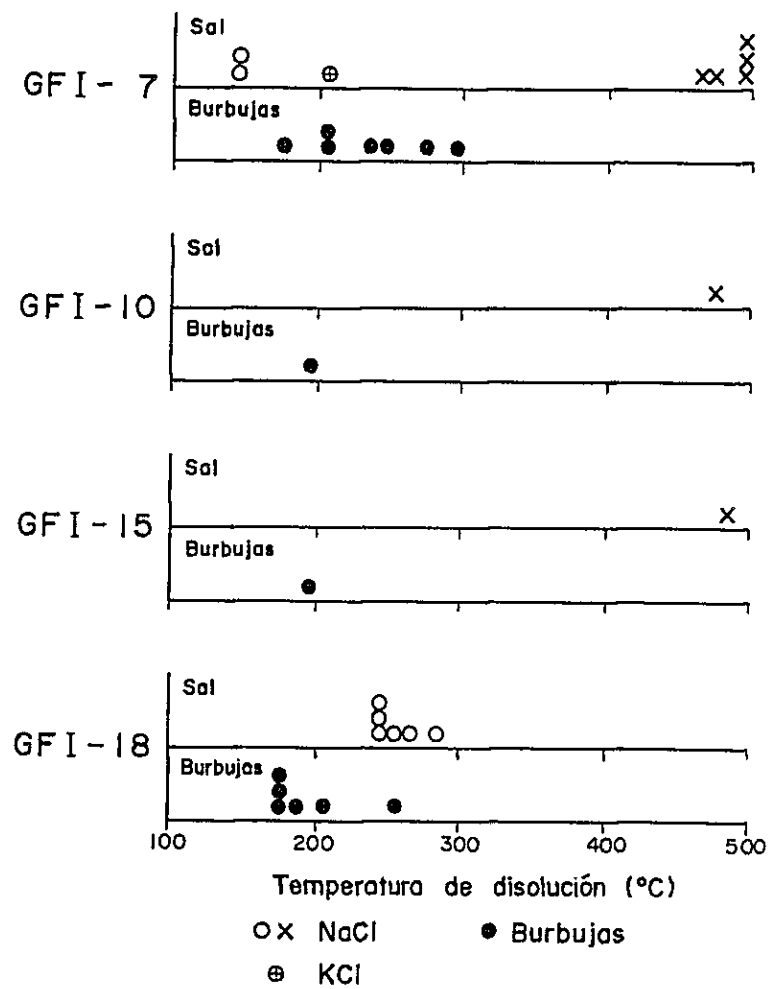 Sal
GFI-7
Burbujas
Sal
GFI-10
Burbujas
Sal
GFI-15
Burbujas
Sal
GFI-18
Burbujas
100 200 300 400 500
Temperatura de disolución (°C)
NaCl Burbujas
KCl